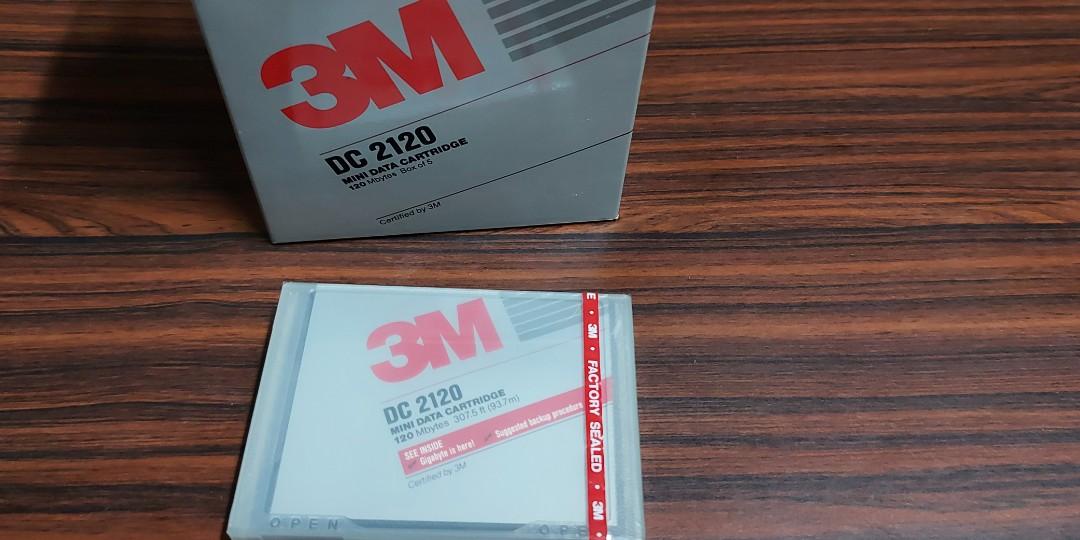 3M
DC 2120
MINI DATA CARTRIDGE
120 Mbytes Box of 5
Certified by 3M
3M
DC 2120
MINI DATA CARTRIDGE
120 Mbytes 307.5 ft (93.7m)
SEE INSIDE
✓ Gigabyte is here! ✓ Suggested backup procedure
Certified by 3M
OPEN
OPE
E • 3M • FACTORY SEALED • 3M •